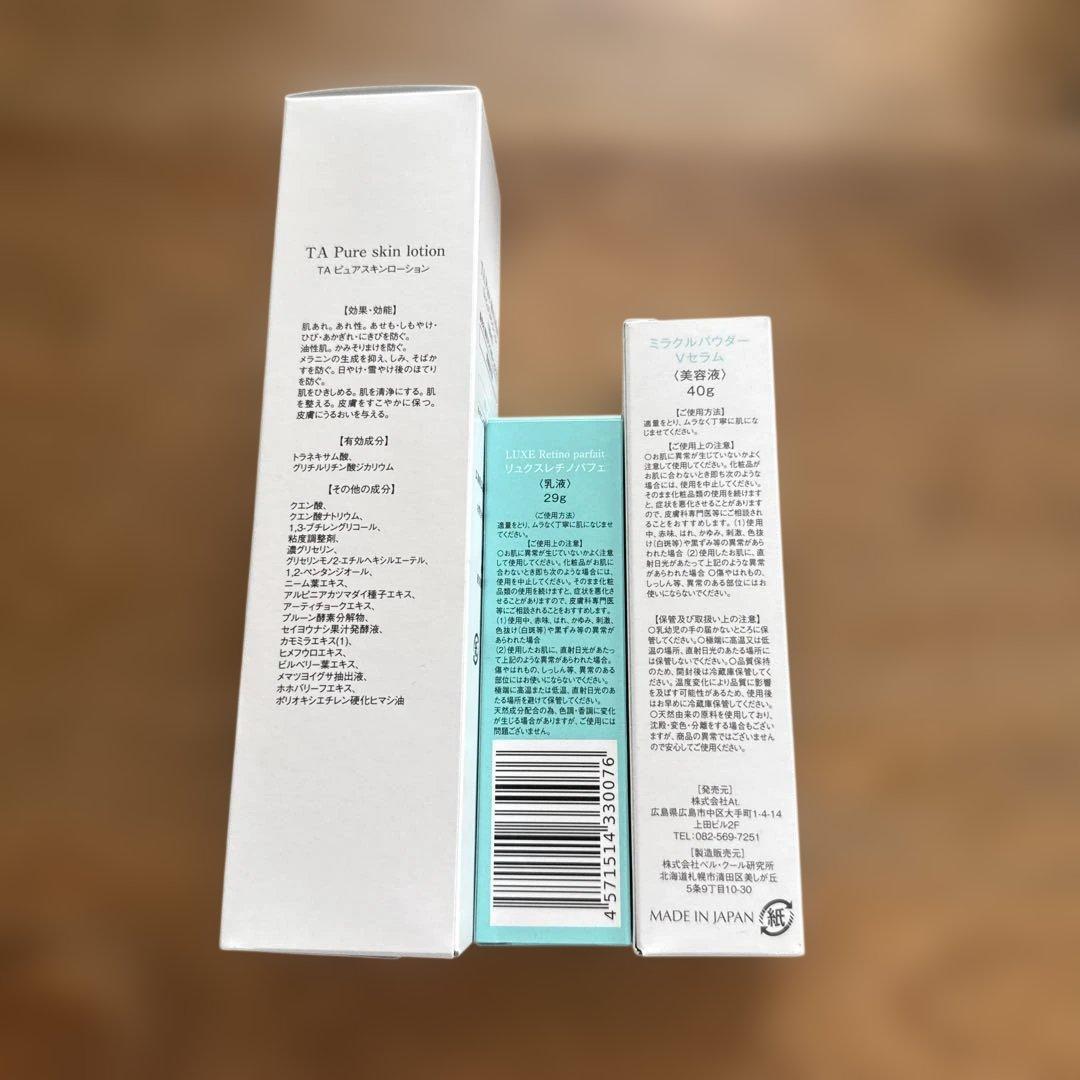 TA Pure skin lotion
TA ピュアスキンローション
【効果・効能】
肌あれ。あれ性。あせも・しもやけ・
ひび・あかぎれ・にきびを防ぐ。
油性肌。かみそりまけを防ぐ。
メラニンの生成を抑え、しみ、そばか
すを防ぐ。日やけ・雪やけ後のほてり
を防ぐ。
肌をひきしめる。肌を清浄にする。肌
を整える。皮膚をすこやかに保つ。
皮膚にうるおいを与える。
【有効成分】
トラネキサム酸、
グリチルリチン酸ジカリウム
【その他の成分】
クエン酸、
クエン酸ナトリウム、
1,3-ブチレングリコール、
粘度調整剤、
濃グリセリン、
グリセリンモノ2-エチルヘキシルエーテル、
1,2-ペンタンジオール、
ニーム葉エキス、
アルピニアカツマダイ種子エキス、
アーティチョークエキス、
プルーン酵素分解物、
セイヨウナシ果汁発酵液、
カモミラエキス(1)、
ヒメフウロエキス、
ビルベリー葉エキス、
メマツヨイグサ抽出液、
ホホバリーフエキス、
ポリオキシエチレン硬化ヒマシ油
LUXE Retino parfait
リュクスレチノパフェ
〈乳液〉
29g
〈ご使用方法〉
適量をとり、ムラなく丁寧に肌になじませ
てください。
【ご使用上の注意】
○お肌に異常が生じていないかよく注意
して使用してください。化粧品がお肌に
合わないとき即ち次のような場合には、
使用を中止してください。そのまま化粧
品類の使用を続けますと、症状を悪化さ
せることがありますので、皮膚科専門医
等にご相談されることをおすすめします。
(1)使用中、赤味、はれ、かゆみ、刺激、
色抜け(白斑等)や黒ずみ等の異常が
あらわれた場合
(2)使用したお肌に、直射日光があたっ
て上記のような異常があらわれた場合。
傷やはれもの、しっしん等、異常のある
部位にはお使いにならないでください。
極端に高温または低温、直射日光のあ
たる場所を避けて保管してください。
天然成分配合の為、色調・香調に変化
が生じる場合がありますが、ご使用には
問題ございません。
4 571514 330076
ミラクルパウダー
Vセラム
〈美容液〉
40g
【ご使用方法】
適量をとり、ムラなく丁寧に肌にな
じませてください。
【ご使用上の注意】
○お肌に異常が生じていないかよく
注意して使用してください。化粧品が
お肌に合わないとき即ち次のような
場合には、使用を中止してください。
そのまま化粧品類の使用を続けます
と、症状を悪化させることがあります
ので、皮膚科専門医等にご相談され
ることをおすすめします。(1)使用
中、赤味、はれ、かゆみ、刺激、色抜
け(白斑等)や黒ずみ等の異常があ
らわれた場合(2)使用したお肌に、直
射日光があたって上記のような異常
があらわれた場合 ○傷やはれもの、
しっしん等、異常のある部位にはお
使いにならないでください。
【保管及び取扱い上の注意】
○乳幼児の手の届かないところに保
管してください。○極端に高温又は低
温の場所、直射日光のあたる場所に
は保管しないでください。○品質保持
のため、開封後は冷蔵庫保管してくだ
さい。温度変化により品質に影響
を及ぼす可能性があるため、使用後
はお早めに冷蔵庫保管してください。
○天然由来の原料を使用しており、
沈殿・変色・分離をする場合もござい
ますが、商品の異常ではございません
ので安心してご使用ください。
[発売元]
株式会社At.
広島県広島市中区大手町1-4-14
上田ビル2F
TEL:082-569-7251
[製造販売元]
株式会社ベル・クール研究所
北海道札幌市清田区美しが丘
5条9丁目10-30
MADE IN JAPAN
紙